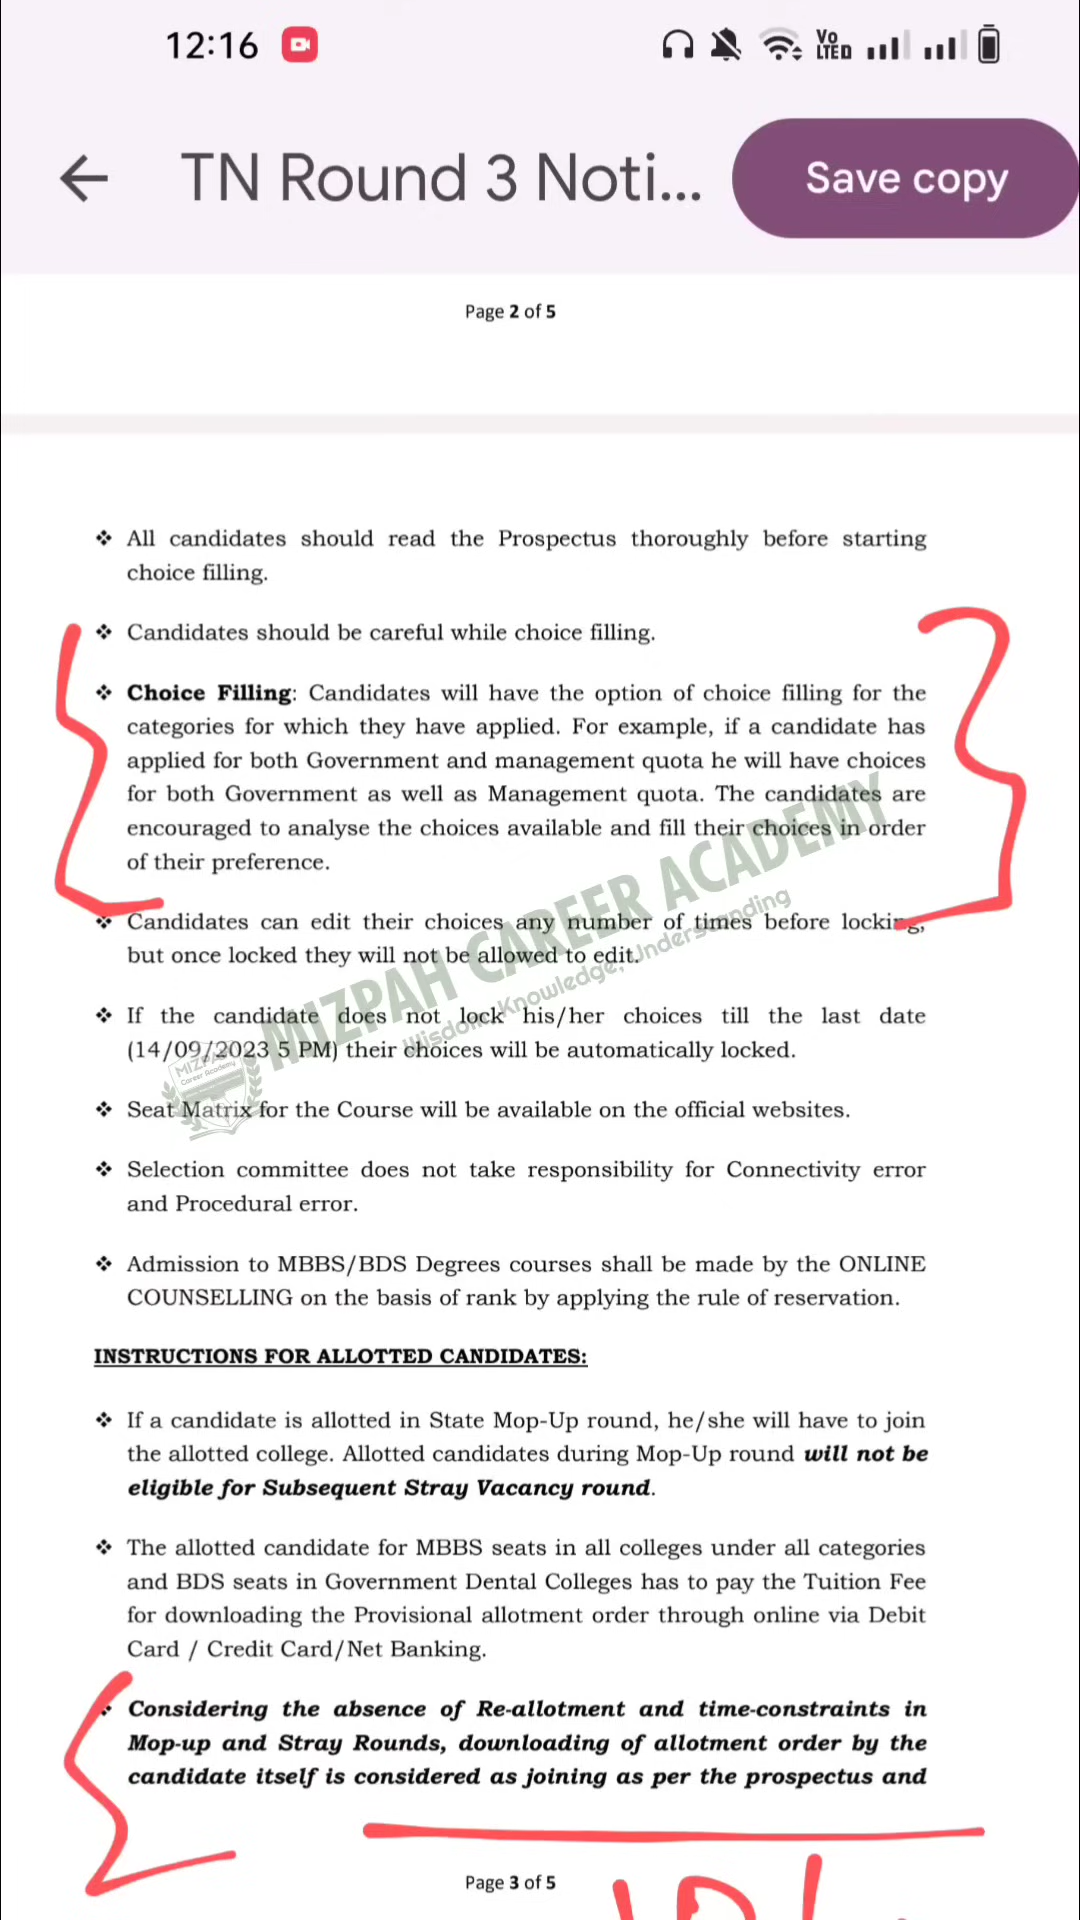 12:16
Vo
LTED
TN Round 3 Noti...
Save copy
Page 2 of 5
❖ All candidates should read the Prospectus thoroughly before starting
choice filling.
❖ Candidates should be careful while choice filling.
❖ Choice Filling: Candidates will have the option of choice filling for the
categories for which they have applied. For example, if a candidate has
applied for both Government and management quota he will have choices
for both Government as well as Management quota. The candidates are
encouraged to analyse the choices available and fill their choices in order
of their preference.
❖ Candidates can edit their choices any number of times before locking,
but once locked they will not be allowed to edit.
❖ If the candidate does not lock his/her choices till the last date
(14/09/2023 5 PM) their choices will be automatically locked.
❖ Seat Matrix for the Course will be available on the official websites.
❖ Selection committee does not take responsibility for Connectivity error
and Procedural error.
❖ Admission to MBBS/BDS Degrees courses shall be made by the ONLINE
COUNSELLING on the basis of rank by applying the rule of reservation.
INSTRUCTIONS FOR ALLOTTED CANDIDATES:
❖ If a candidate is allotted in State Mop-Up round, he/she will have to join
the allotted college. Allotted candidates during Mop-Up round will not be
eligible for Subsequent Stray Vacancy round.
❖ The allotted candidate for MBBS seats in all colleges under all categories
and BDS seats in Government Dental Colleges has to pay the Tuition Fee
for downloading the Provisional allotment order through online via Debit
Card / Credit Card/Net Banking.
❖ Considering the absence of Re-allotment and time-constraints in
Mop-up and Stray Rounds, downloading of allotment order by the
candidate itself is considered as joining as per the prospectus and
Page 3 of 5
MIZPAH CAREER ACADEMY
Wisdom, Knowledge, Understanding
MIZPAH
Career Academy